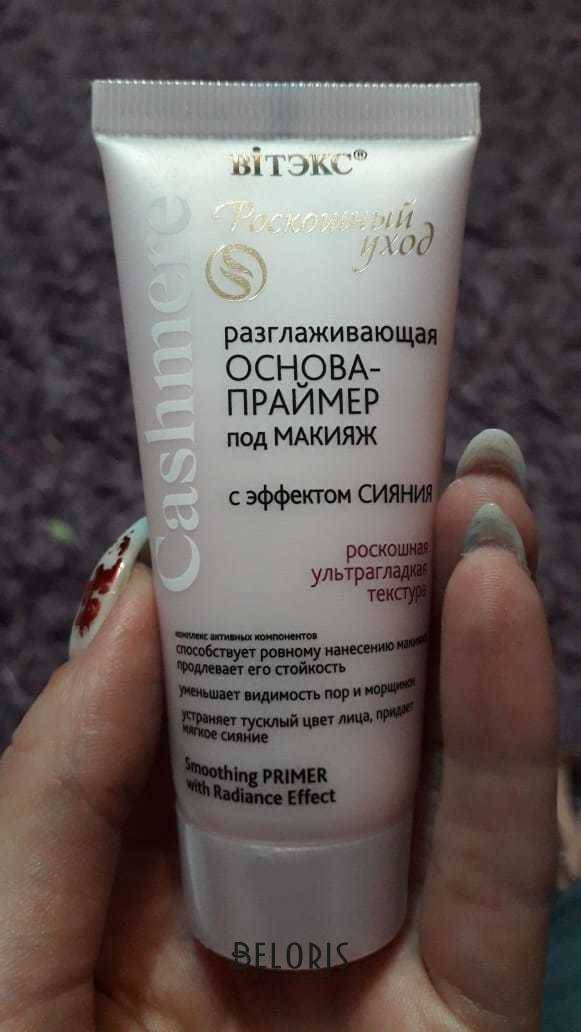 ВIТЭКС®
Роскошный
уход
Cashmere
разглаживающая
ОСНОВА-
ПРАЙМЕР
под МАКИЯЖ
с эффектом СИЯНИЯ
роскошная
ультрагладкая
текстура
комплекс активных компонентов
способствует ровному нанесению макияжа
продлевает его стойкость
уменьшает видимость пор и морщинок
устраняет тусклый цвет лица, придает
мягкое сияние
Smoothing PRIMER
with Radiance Effect
BELORIS